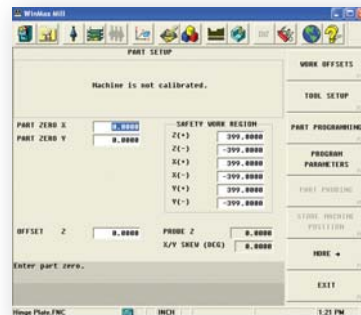 WinMax Mill
PART SETUP
Machine is not calibrated.
PART ZERO X 0.0000
PART ZERO Y 0.0000
SAFETY WORK REGION
Z(+) 399.0000
Z(-) -399.0000
X(+) 399.0000
X(-) -399.0000
Y(+) 399.0000
Y(-) -399.0000
OFFSET Z 0.0000
PROBE Z 0.0000
X/Y SKEW (DEG) 0.0000
Enter part zero.
WORK OFFSETS
TOOL SETUP
PART PROGRAMMING
PROGRAM
PARAMETERS
PART PROBING
STORE MACHINE
POSITION
MORE →
EXIT
Hinge Plate.FNC INCH 1:21 PM